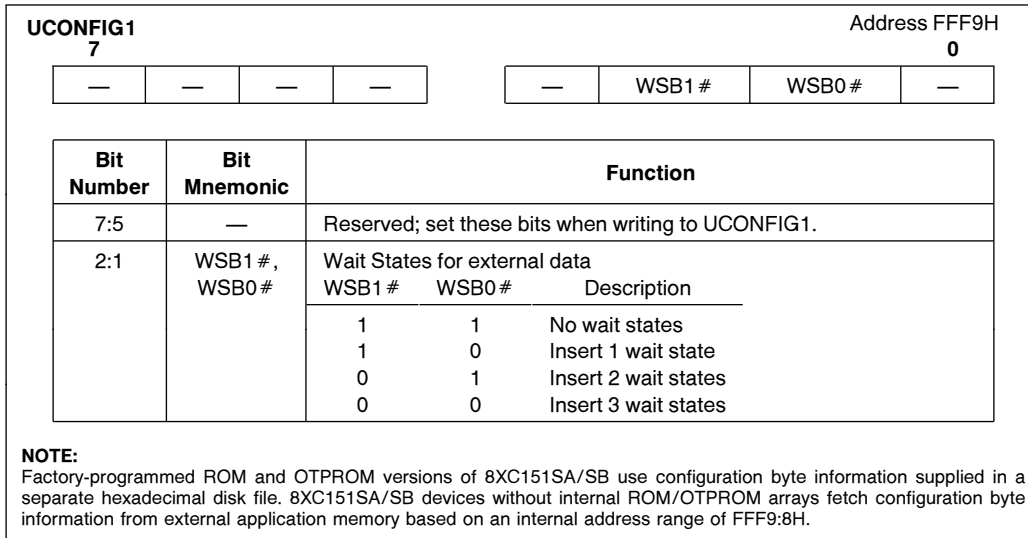 UCONFIG1 Address FFF9H
7 0
— — — — — WSB1# WSB0# —
Bit Number Bit Mnemonic Function
7:5 — Reserved; set these bits when writing to UCONFIG1.
2:1 WSB1#, Wait States for external data
WSB0# WSB1# WSB0# Description
1 1 No wait states
1 0 Insert 1 wait state
0 1 Insert 2 wait states
0 0 Insert 3 wait states
NOTE:
Factory-programmed ROM and OTPROM versions of 8XC151SA/SB use configuration byte information supplied in a
separate hexadecimal disk file. 8XC151SA/SB devices without internal ROM/OTPROM arrays fetch configuration byte
information from external application memory based on an internal address range of FFF9:8H.